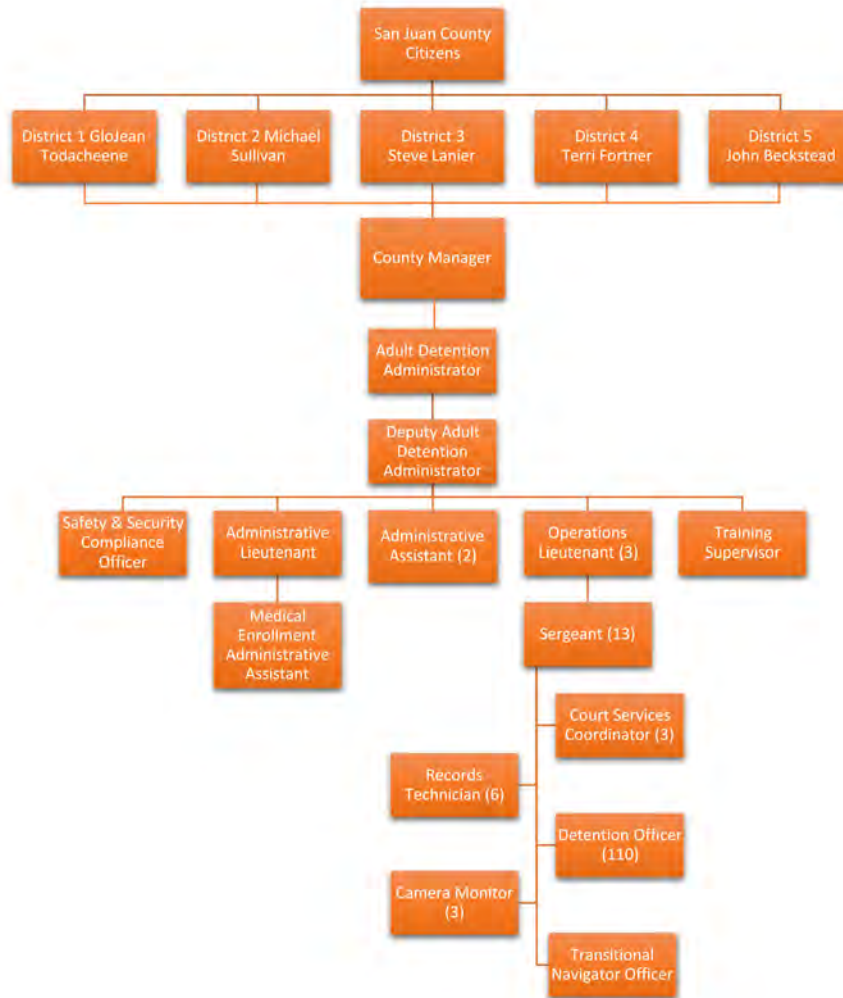 San Juan County
Citizens
District 1 GloJean
Todacheene
District 2 Michael
Sullivan
District 3
Steve Lanier
District 4
Terri Fortner
District 5
John Beckstead
County Manager
Adult Detention
Administrator
Deputy Adult
Detention
Administrator
Safety & Security
Compliance
Officer
Administrative
Lieutenant
Administrative
Assistant (2)
Operations
Lieutenant (3)
Training
Supervisor
Medical
Enrollment
Administrative
Assistant
Sergeant (13)
Court Services
Coordinator (3)
Records
Technician (6)
Detention Officer
(110)
Camera Monitor
(3)
Transitional
Navigator Officer